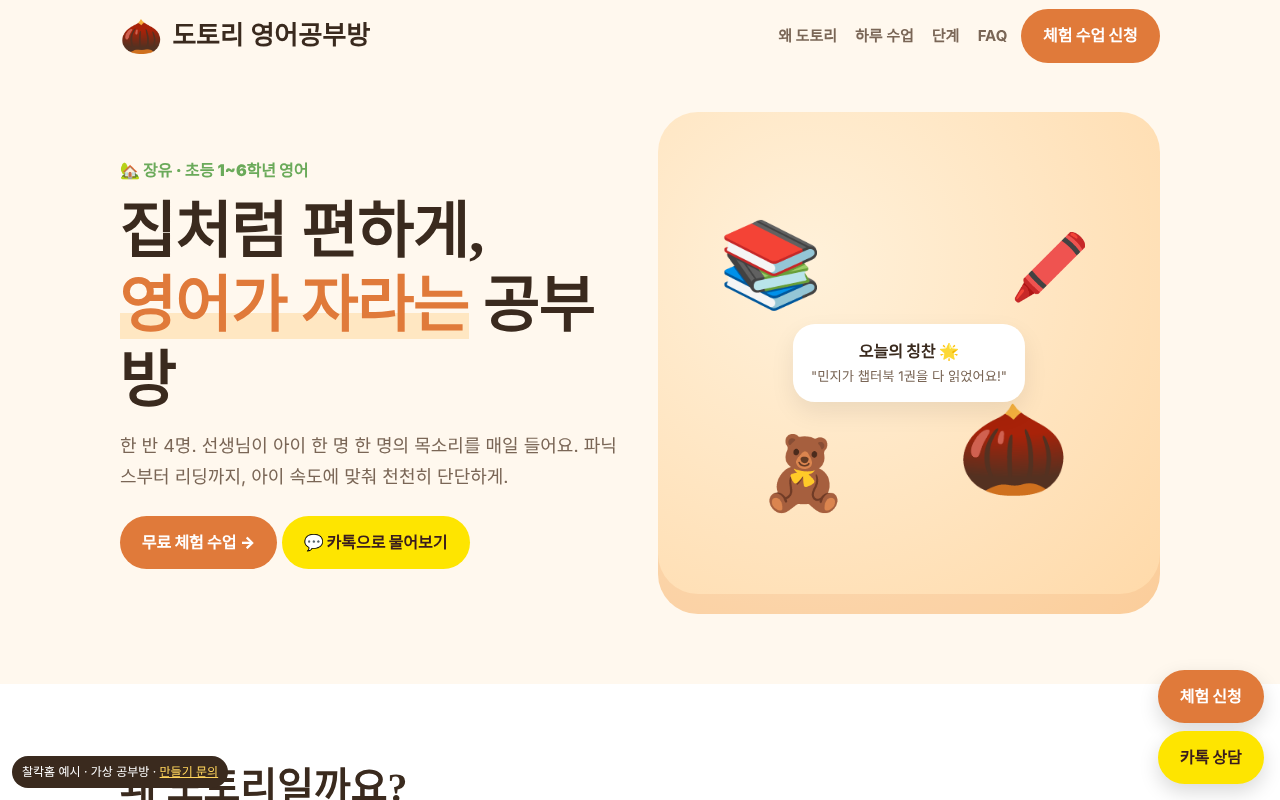 도토리 영어공부방
왜 도토리 하루 수업 단계 FAQ 체험 수업 신청
🏡 장유 · 초등 1~6학년 영어
집처럼 편하게,
영어가 자라는 공부
방
한 반 4명. 선생님이 아이 한 명 한 명의 목소리를 매일 들어요. 파닉
스부터 리딩까지, 아이 속도에 맞춰 천천히 단단하게.
무료 체험 수업 → 💬 카톡으로 물어보기
오늘의 칭찬 🌟
"민지가 챕터북 1권을 다 읽었어요!"
체험 신청
카톡 상담
찰칵홈 예시 · 가상 공부방 · 만들기 문의
왜 도토리일까요?